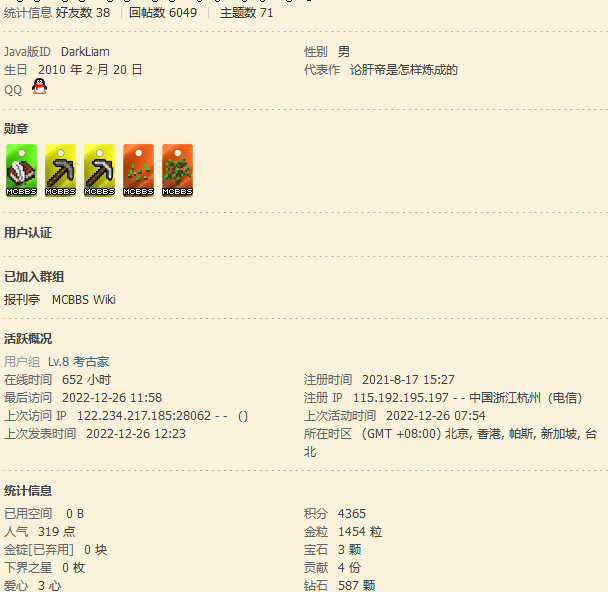 统计信息 好友数 38 | 回帖数 6049 | 主题数 71
Java版ID DarkLiam 性别 男
生日 2010 年 2 月 20 日 代表作 论肝帝是怎样炼成的
QQ
勋章
MCBBS MCBBS MCBBS MCBBS MCBBS
用户认证
已加入群组
报刊亭 MCBBS Wiki
活跃概况
用户组 Lv.8 考古家
在线时间 652 小时 注册时间 2021-8-17 15:27
最后访问 2022-12-26 11:58 注册 IP 115.192.195.197 - - 中国浙江杭州（电信）
上次访问 IP 122.234.217.185:28062 - - （） 上次活动时间 2022-12-26 07:54
上次发表时间 2022-12-26 12:23 所在时区 (GMT +08:00) 北京, 香港, 帕斯, 新加坡, 台
北
统计信息
已用空间 0 B 积分 4365
人气 319 点 金粒 1454 粒
金锭[已弃用] 0 块 宝石 3 颗
下界之星 0 枚 贡献 4 份
爱心 3 心 钻石 587 颗